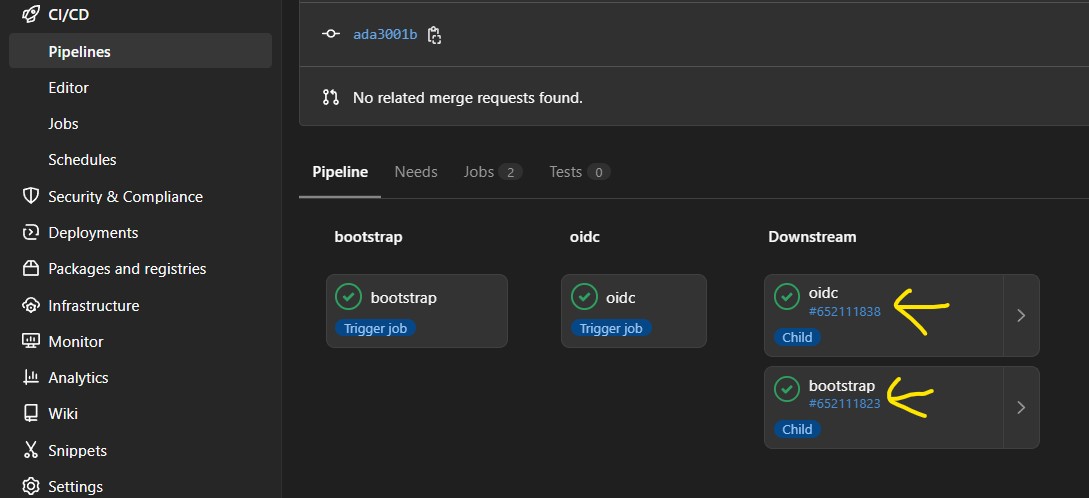 CI/CD
Pipelines
Editor
Jobs
Schedules
Security & Compliance
Deployments
Packages and registries
Infrastructure
Monitor
Analytics
Wiki
Snippets
Settings
ada3001b
No related merge requests found.
Pipeline Needs Jobs 2 Tests 0
bootstrap oidc Downstream
bootstrap
Trigger job
oidc
Trigger job
oidc
#652111838
Child
bootstrap
#652111823
Child